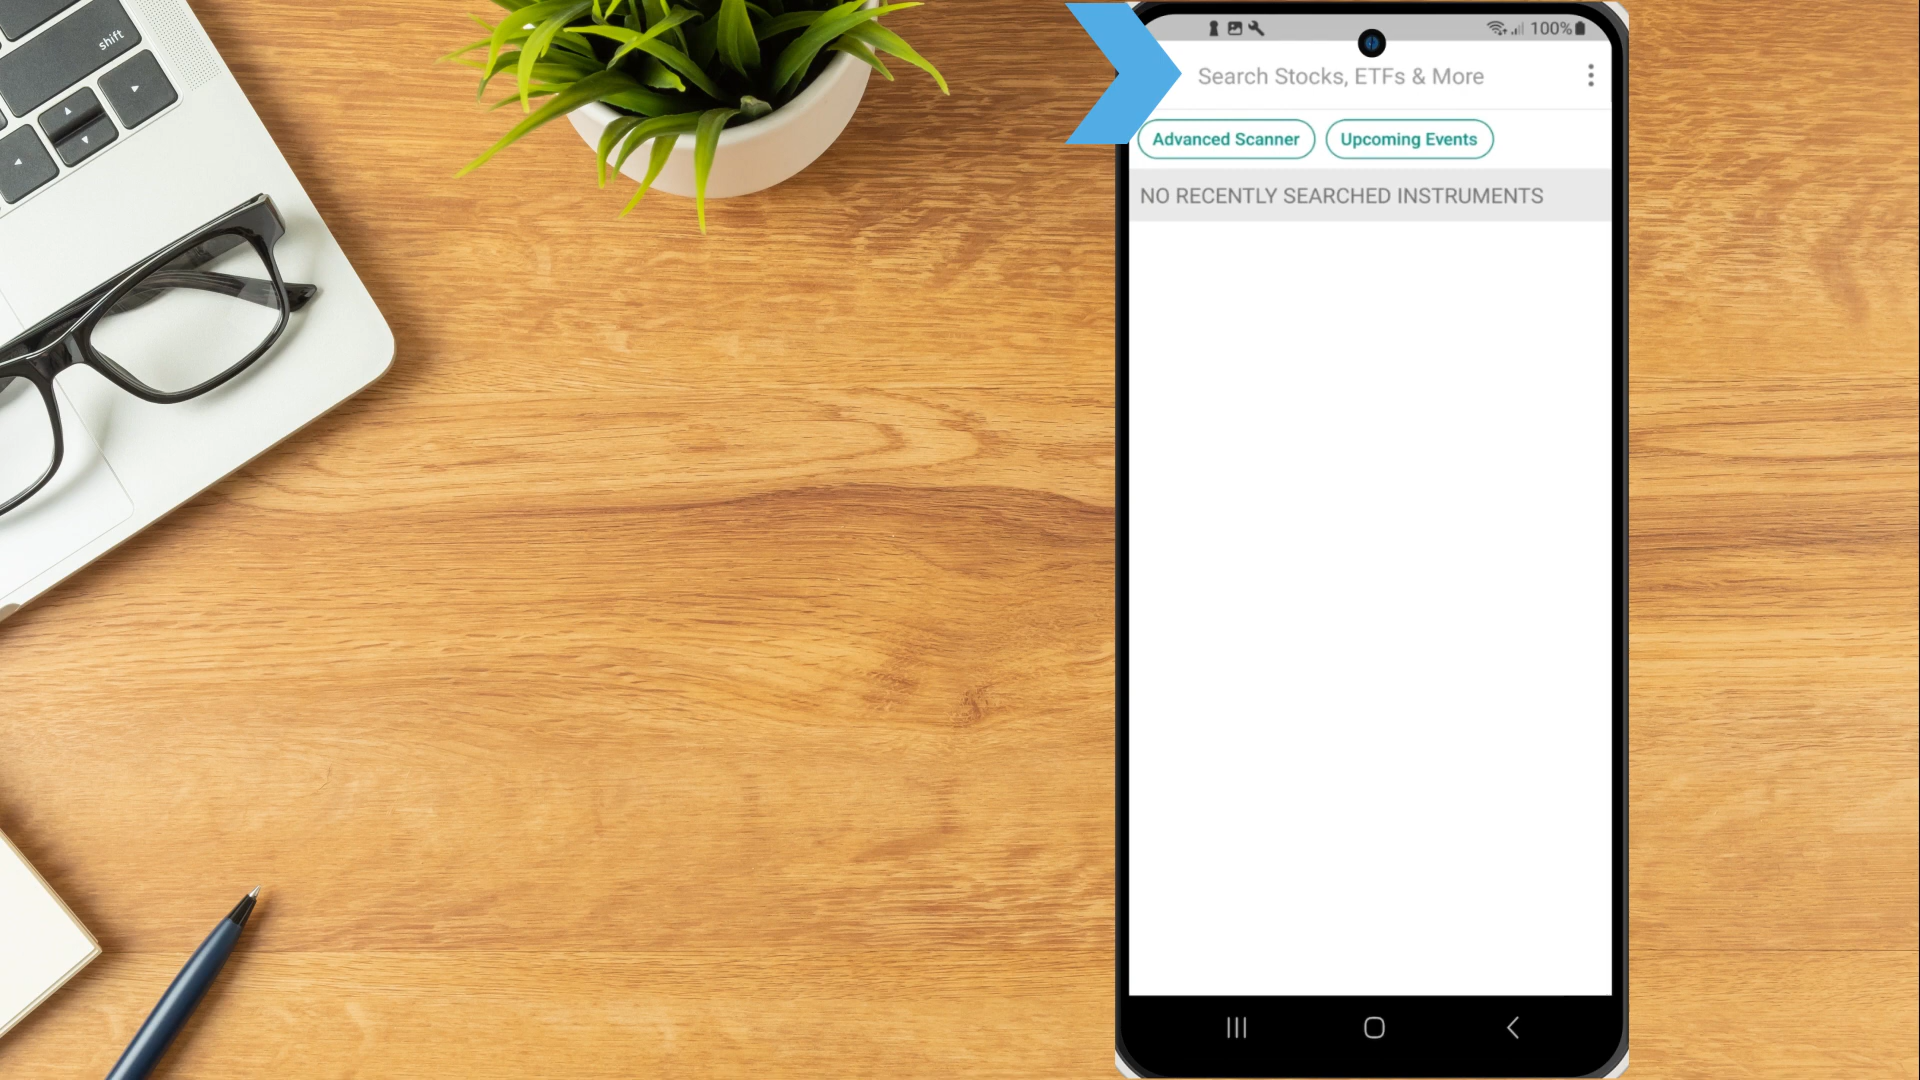 shift
100%
Search Stocks, ETFs & More
Advanced Scanner
Upcoming Events
NO RECENTLY SEARCHED INSTRUMENTS